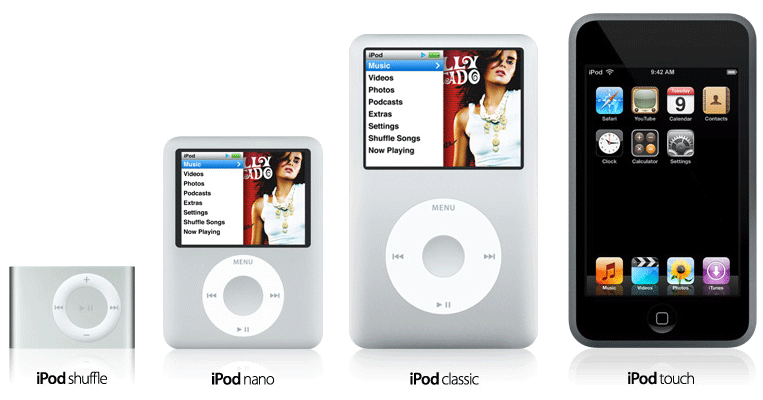 iPod
Music
Videos
Photos
Podcasts
Extras
Settings
Shuffle Songs
Now Playing
MENU
iPod
Music
Videos
Photos
Podcasts
Extras
Settings
Shuffle Songs
Now Playing
MENU
iPod 9:42 AM
Tuesday
9
Safari YouTube Calendar Contacts
Clock Calculator Settings
Music Videos Photos iTunes
iPod shuffle
iPod nano
iPod classic
iPod touch